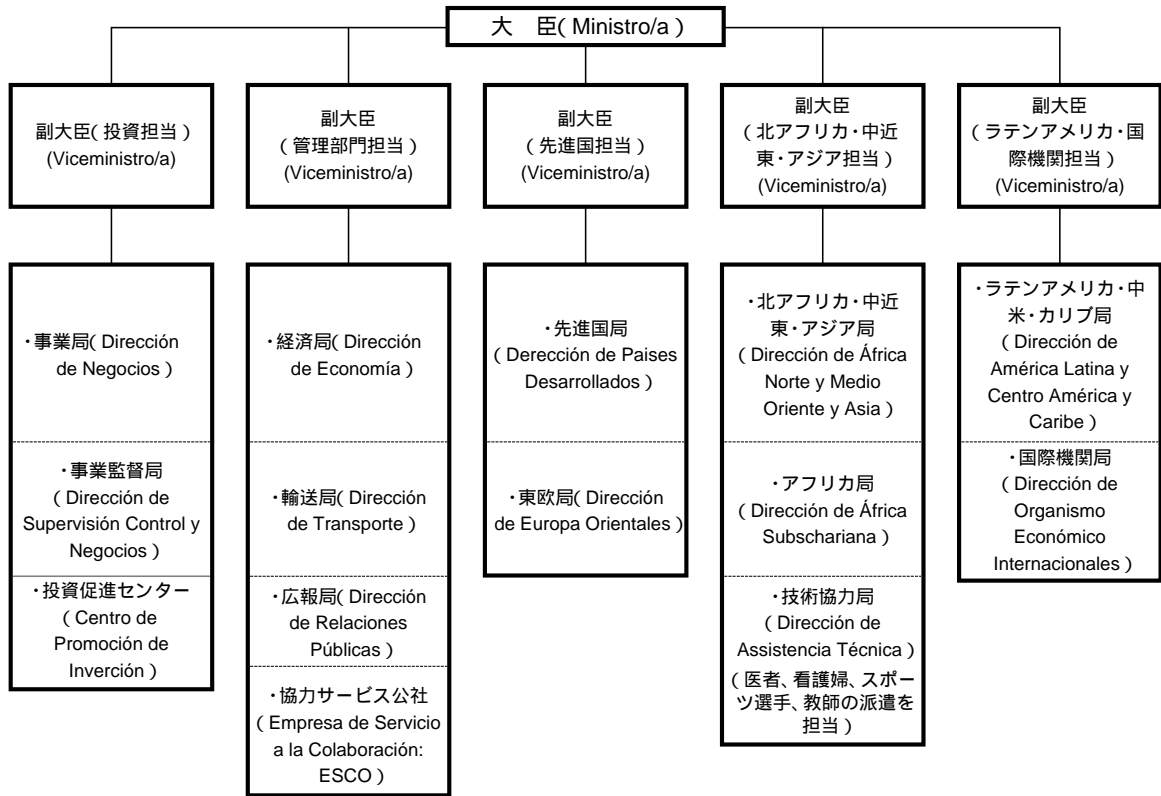 大　臣( Ministro/a )
副大臣( 投資担当 )
(Viceministro/a)
副大臣
( 管理部門担当 )
(Viceministro/a)
副大臣
( 先進国担当 )
(Viceministro/a)
副大臣
( 北アフリカ・中近
東・アジア担当 )
(Viceministro/a)
副大臣
( ラテンアメリカ・国
際機関担当 )
(Viceministro/a)
・事業局( Dirección
de Negocios )
・事業監督局
( Dirección de
Supervisión Control y
Negocios )
・投資促進センター
( Centro de
Promoción de
Inverción )
・経済局( Dirección
de Economía )
・輸送局( Dirección
de Transporte )
・広報局( Dirección
de Relaciones
Públicas )
・協力サービス公社
( Empresa de Servicio
a la Colaboración:
ESCO )
・先進国局
( Derección de Paises
Desarrollados )
・東欧局( Dirección
de Europa Orientales )
・北アフリカ・中近
東・アジア局
( Dirección de África
Norte y Medio
Oriente y Asia )
・アフリカ局
( Dirección de África
Subschariana )
・技術協力局
( Dirección de
Assistencia Técnica )
( 医者、看護婦、スポー
ツ選手、教師の派遣を
担当 )
・ラテンアメリカ・中
米・カリブ局
( Dirección de
América Latina y
Centro América y
Caribe )
・国際機関局
( Dirección de
Organismo
Económico
Internacionales )